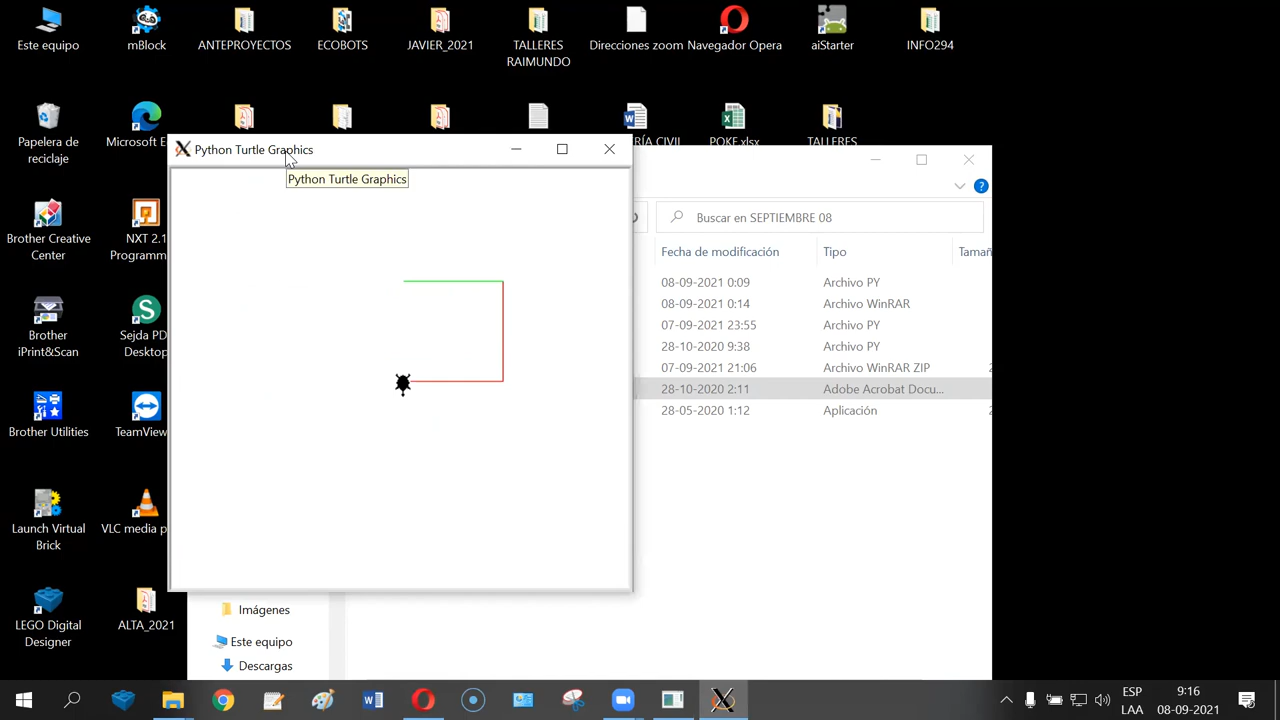 Este equipo
mBlock
ANTEPROYECTOS
ECOBOTS
JAVIER_2021
TALLERES
RAIMUNDO
Direcciones zoom
Navegador Opera
aiStarter
INFO294
Papelera de
reciclaje
Microsoft E
CIVIL
POKE.xlsx
TALLERES
Python Turtle Graphics
Python Turtle Graphics
Buscar en SEPTIEMBRE 08
Fecha de modificación
Tipo
Tamañ
08-09-2021 0:09
Archivo PY
08-09-2021 0:14
Archivo WinRAR
07-09-2021 23:55
Archivo PY
28-10-2020 9:38
Archivo PY
07-09-2021 21:06
Archivo WinRAR ZIP
28-10-2020 2:11
Adobe Acrobat Docu...
28-05-2020 1:12
Aplicación
Brother Creative
Center
NXT 2.1
Programm
Brother
iPrint&Scan
Sejda PD
Desktop
Brother Utilities
TeamView
Launch Virtual
Brick
VLC media p
LEGO Digital
Designer
ALTA_2021
Imágenes
Este equipo
Descargas
ESP
LAA
9:16
08-09-2021